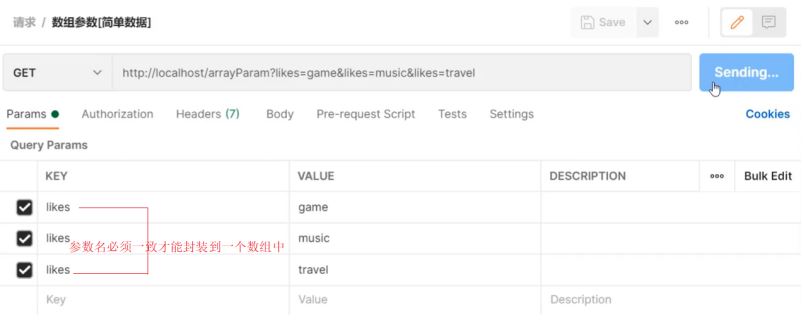 请求 / 数组参数[简单数据]
Save
GET
http://localhost/arrayParam?likes=game&likes=music&likes=travel
Sending...
Params Authorization Headers (7) Body Pre-request Script Tests Settings Cookies
Query Params
KEY VALUE DESCRIPTION Bulk Edit
likes game
参数名必须一致才能封装到一个数组中
likes music
likes travel
Key Value Description